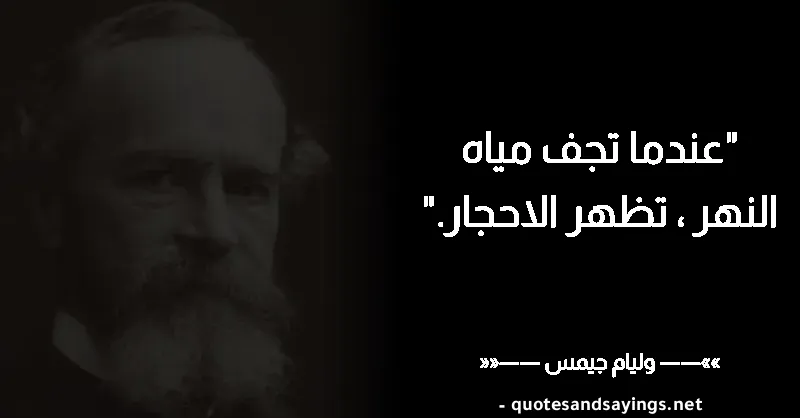 "عندما تجف مياه
النهر ، تظهر الاحجار."
»»—— وليام جيمس ——««
- quotesandsayings.net